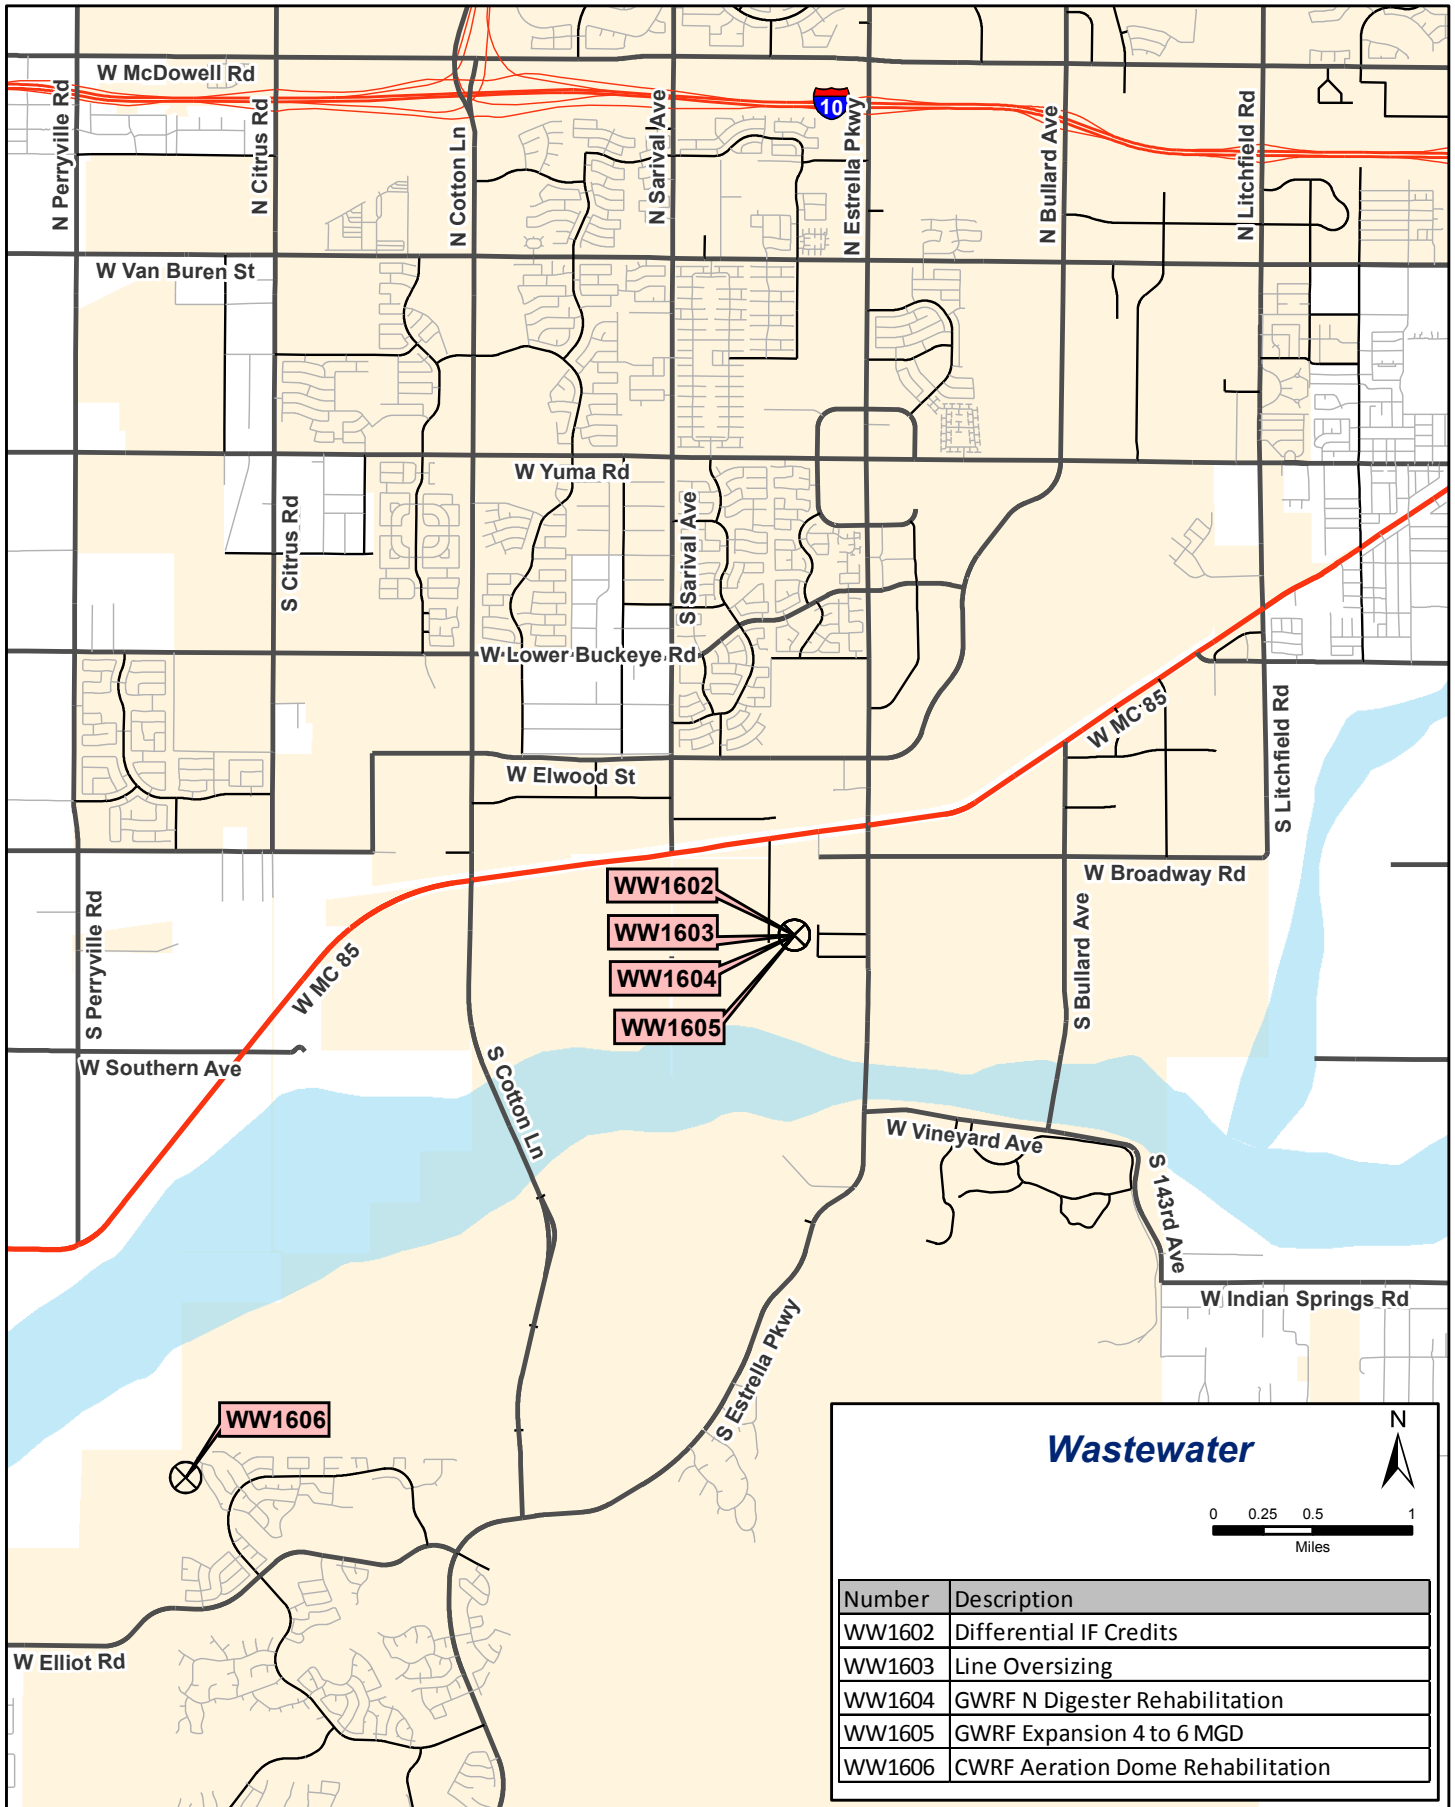 W McDowell Rd
10
N Perryville Rd
N Citrus Rd
N Cotton Ln
N Sarival Ave
N Estrella Pkwy
N Bullard Ave
N Litchfield Rd
W Van Buren St
W Yuma Rd
S Citrus Rd
S Sarival Ave
W Lower Buckeye Rd
W MC 85
S Litchfield Rd
W Elwood St
W Broadway Rd
WW1602
WW1603
WW1604
WW1605
S Perryville Rd
W MC 85
S Bullard Ave
W Southern Ave
S Cotton Ln
W Vineyard Ave
S 143rd Ave
W Indian Springs Rd
S Estrella Pkwy
WW1606
W Elliot Rd
Wastewater
N
0 0.25 0.5 1
Miles
Number Description
WW1602 Differential IF Credits
WW1603 Line Oversizing
WW1604 GWRF N Digester Rehabilitation
WW1605 GWRF Expansion 4 to 6 MGD
WW1606 CWRF Aeration Dome Rehabilitation